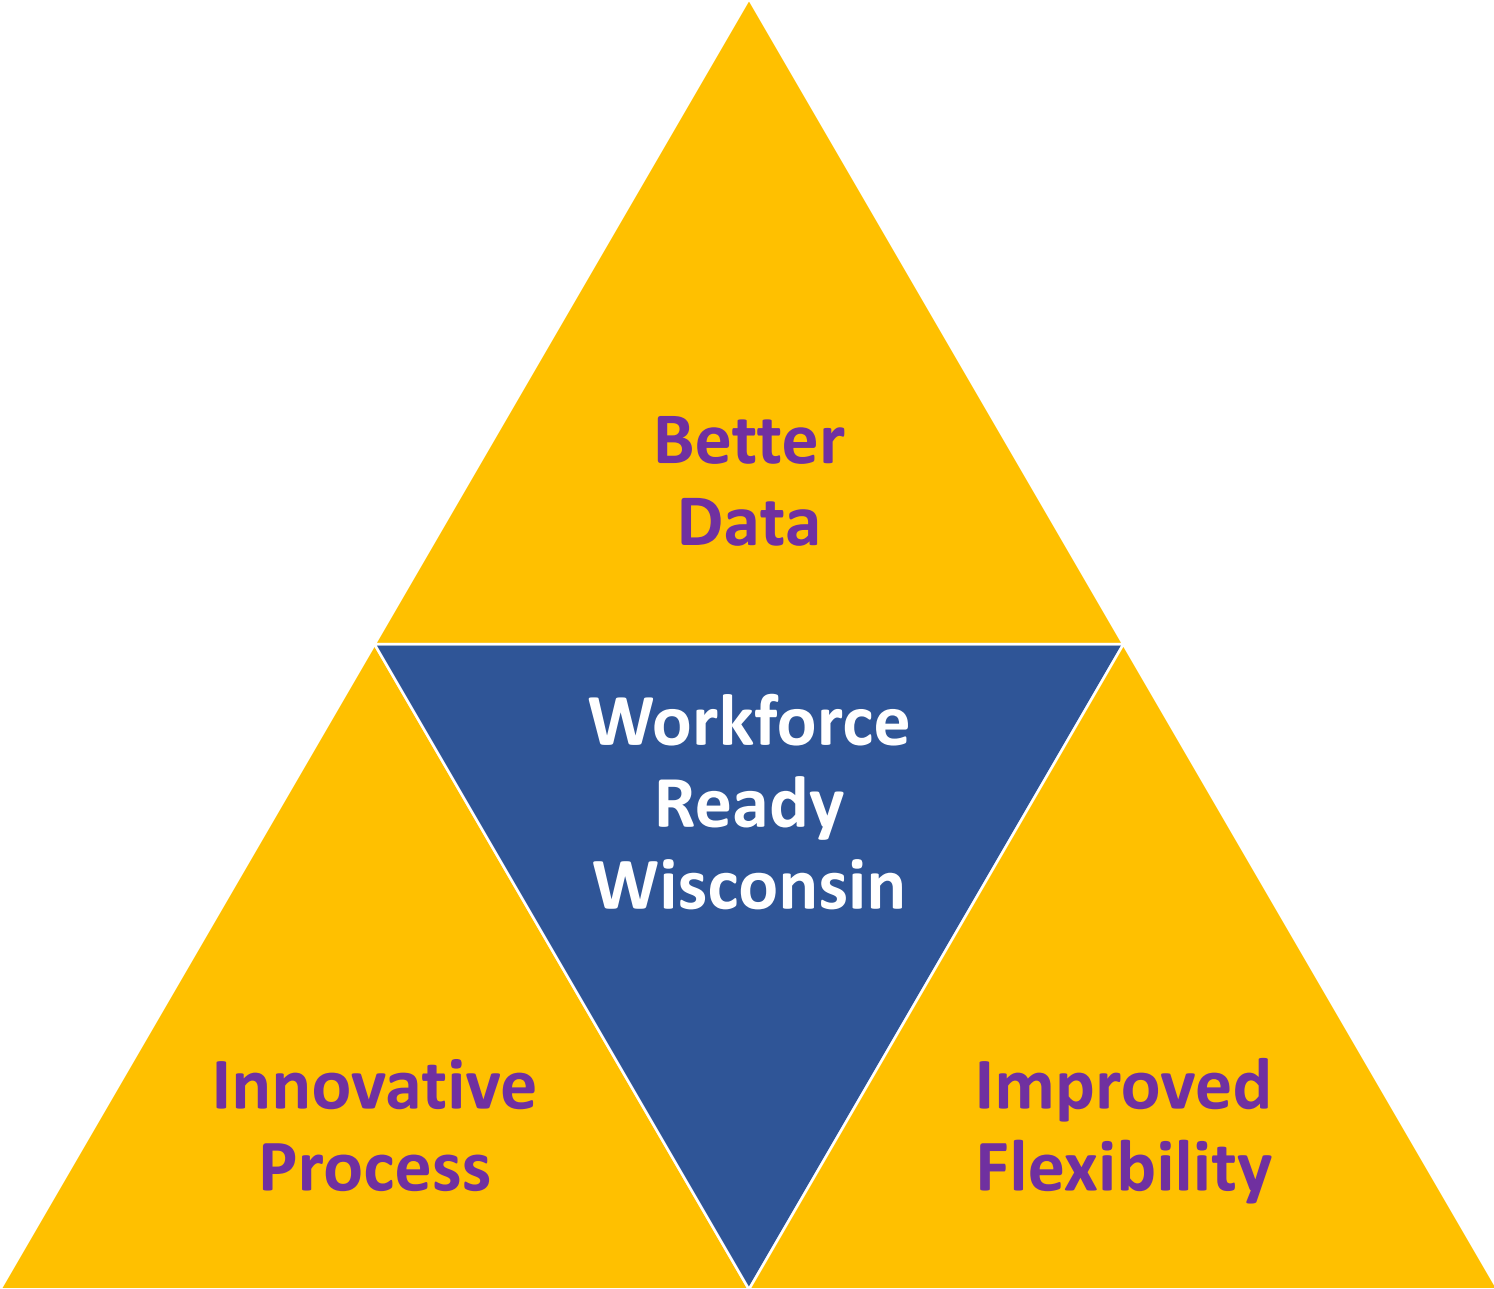 Better
Data
Workforce
Ready
Wisconsin
Innovative
Process
Improved
Flexibility